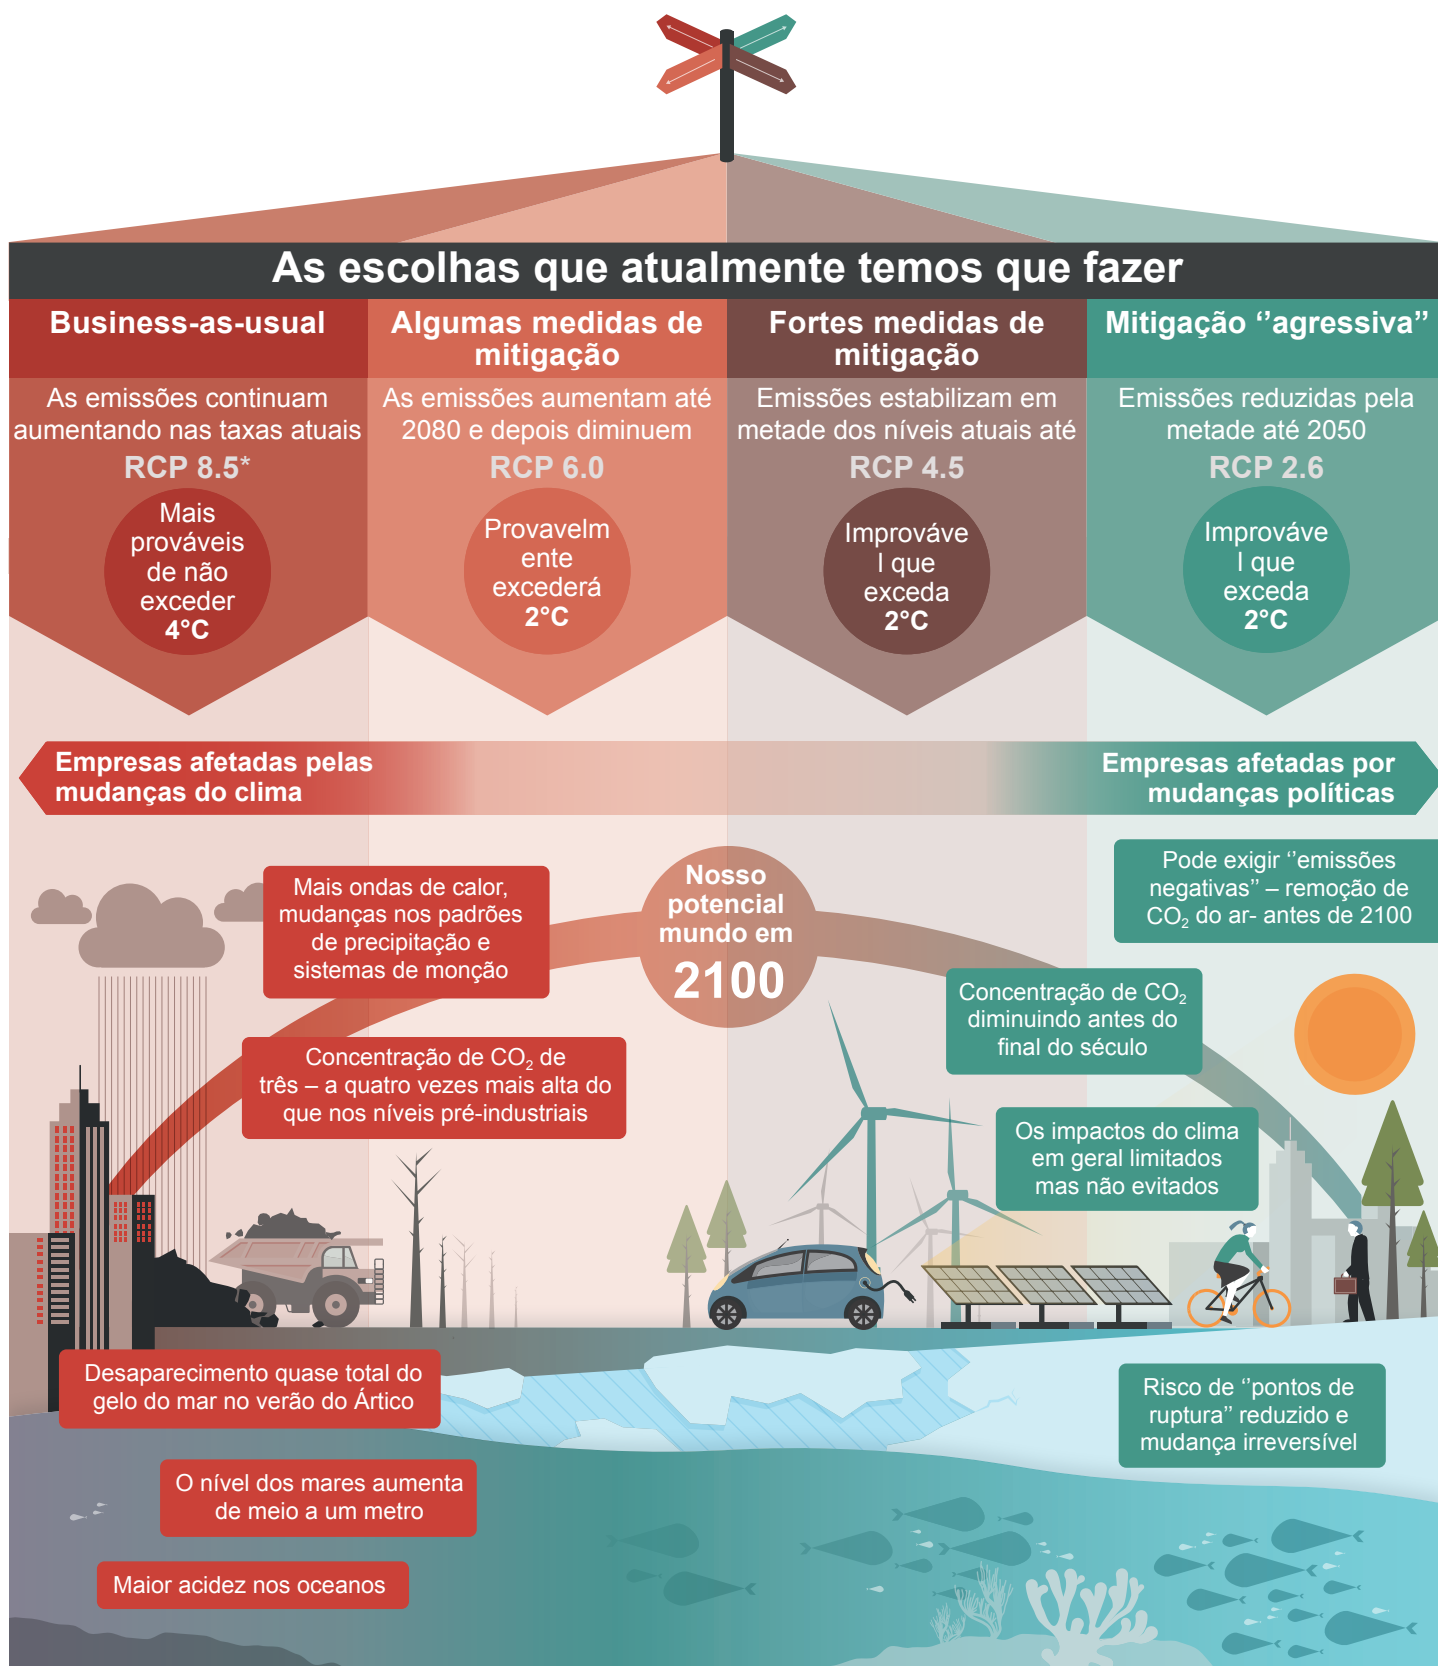 As escolhas que atualmente temos que fazer
Business-as-usual
As emissões continuam
aumentando nas taxas atuais
RCP 8.5*
Mais
prováveis
de não
exceder
4°C
Algumas medidas de
mitigação
As emissões aumentam até
2080 e depois diminuem
RCP 6.0
Provavelm
ente
excederá
2°C
Fortes medidas de
mitigação
Emissões estabilizam em
metade dos níveis atuais até
RCP 4.5
Improváve
l que
exceda
2°C
Mitigação ‘’agressiva’’
Emissões reduzidas pela
metade até 2050
RCP 2.6
Improváve
l que
exceda
2°C
Empresas afetadas pelas
mudanças do clima
Empresas afetadas por
mudanças políticas
Nosso
potencial
mundo em
2100
Mais ondas de calor,
mudanças nos padrões
de precipitação e
sistemas de monção
Concentração de CO₂ de
três – a quatro vezes mais alta do
que nos níveis pré-industriais
Pode exigir ‘’emissões
negativas’’ – remoção de
CO₂ do ar- antes de 2100
Concentração de CO₂
diminuindo antes do
final do século
Os impactos do clima
em geral limitados
mas não evitados
Desaparecimento quase total do
gelo do mar no verão do Ártico
O nível dos mares aumenta
de meio a um metro
Maior acidez nos oceanos
Risco de ‘’pontos de
ruptura’’ reduzido e
mudança irreversível